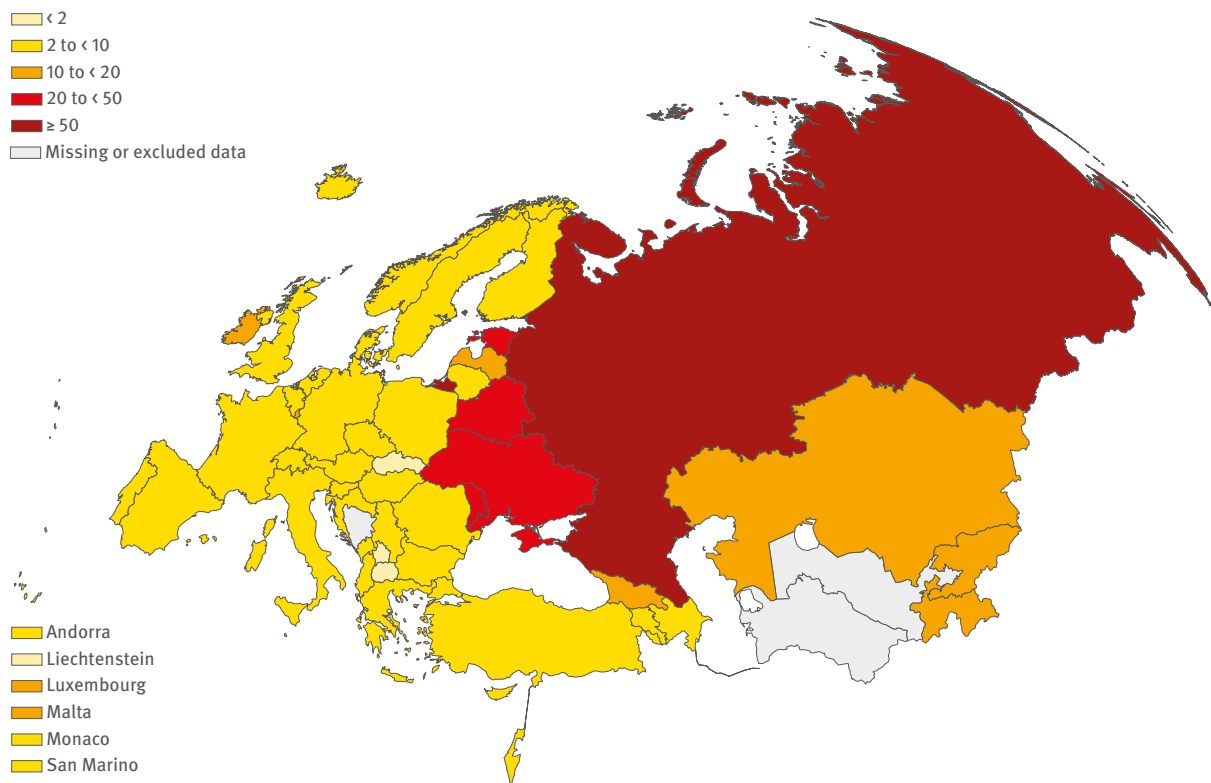 ‹ 2
2 to ‹ 10
10 to ‹ 20
20 to ‹ 50
≥ 50
Missing or excluded data
Andorra
Liechtenstein
Luxembourg
Malta
Monaco
San Marino